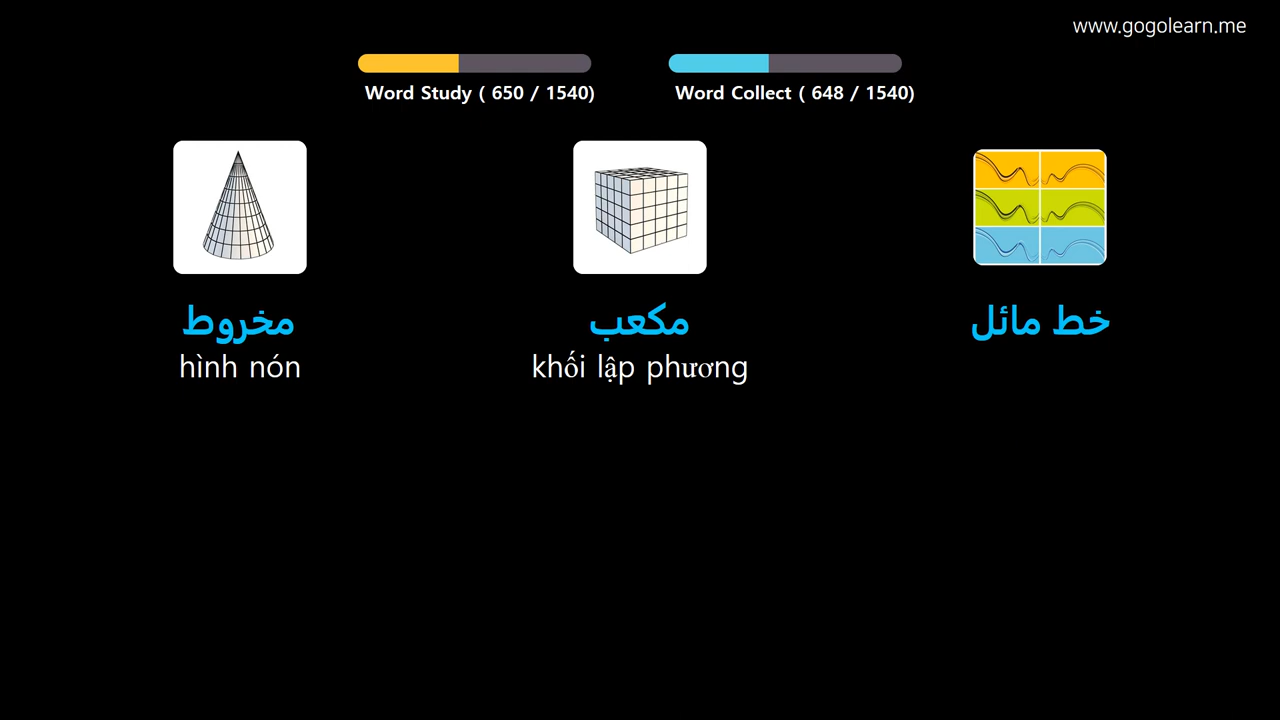 www.gogolearn.me
Word Study ( 650 / 1540)
Word Collect ( 648 / 1540)
مخروط
hình nón
مكعب
khối lập phương
خط مائل